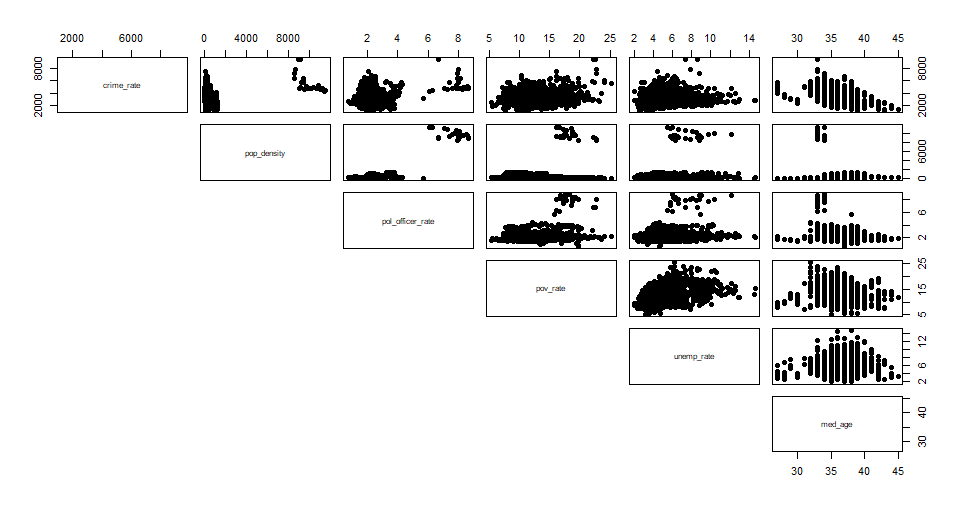 2000 6000 0 4000 8000 2 4 6 8 5 10 15 20 25 2 4 6 8 10 14 30 35 40 45
crime_rate 2000 8000 2000 8000
pop_density 0 6000
pol_officer_rate 2 6
pov_rate 5 15 25
unemp_rate 2 6 12
med_age 30 40
30 35 40 45